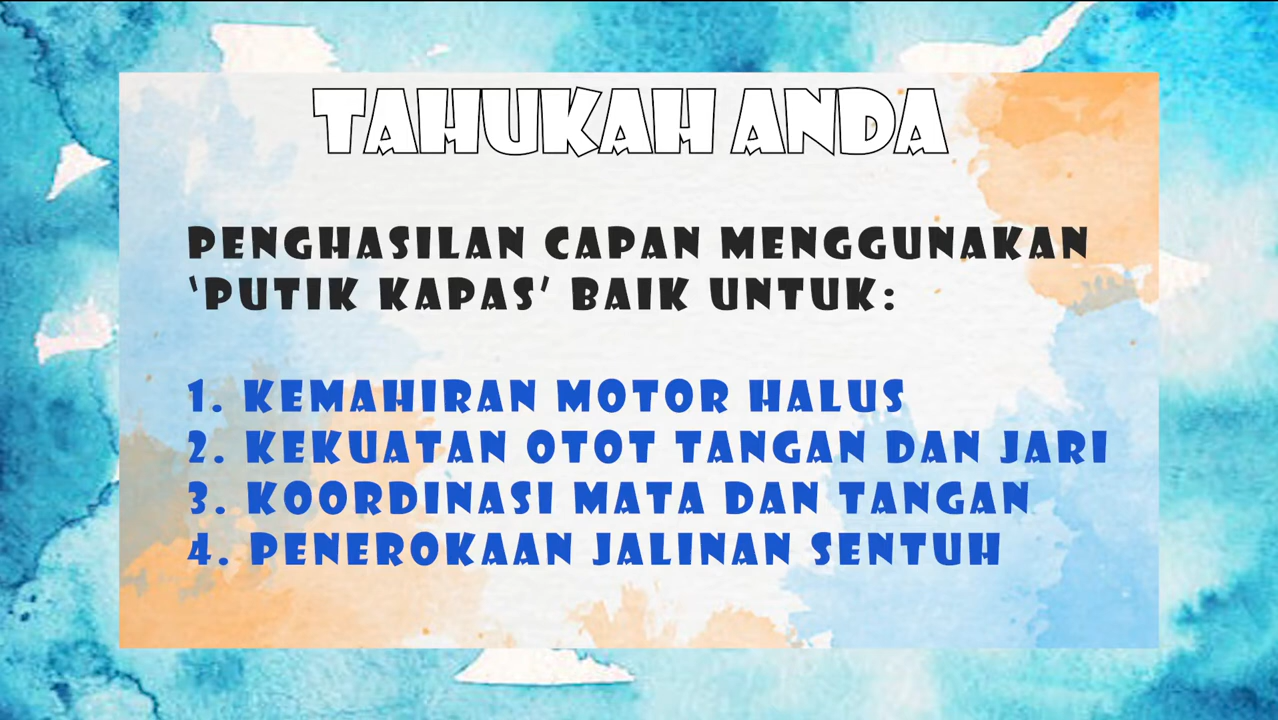 TAHUKAH ANDA
PENGHASILAN CAPAN MENGGUNAKAN
‘PUTIK KAPAS’ BAIK UNTUK:
1. KEMAHIRAN MOTOR HALUS
2. KEKUATAN OTOT TANGAN DAN JARI
3. KOORDINASI MATA DAN TANGAN
4. PENEROKAAN JALINAN SENTUH